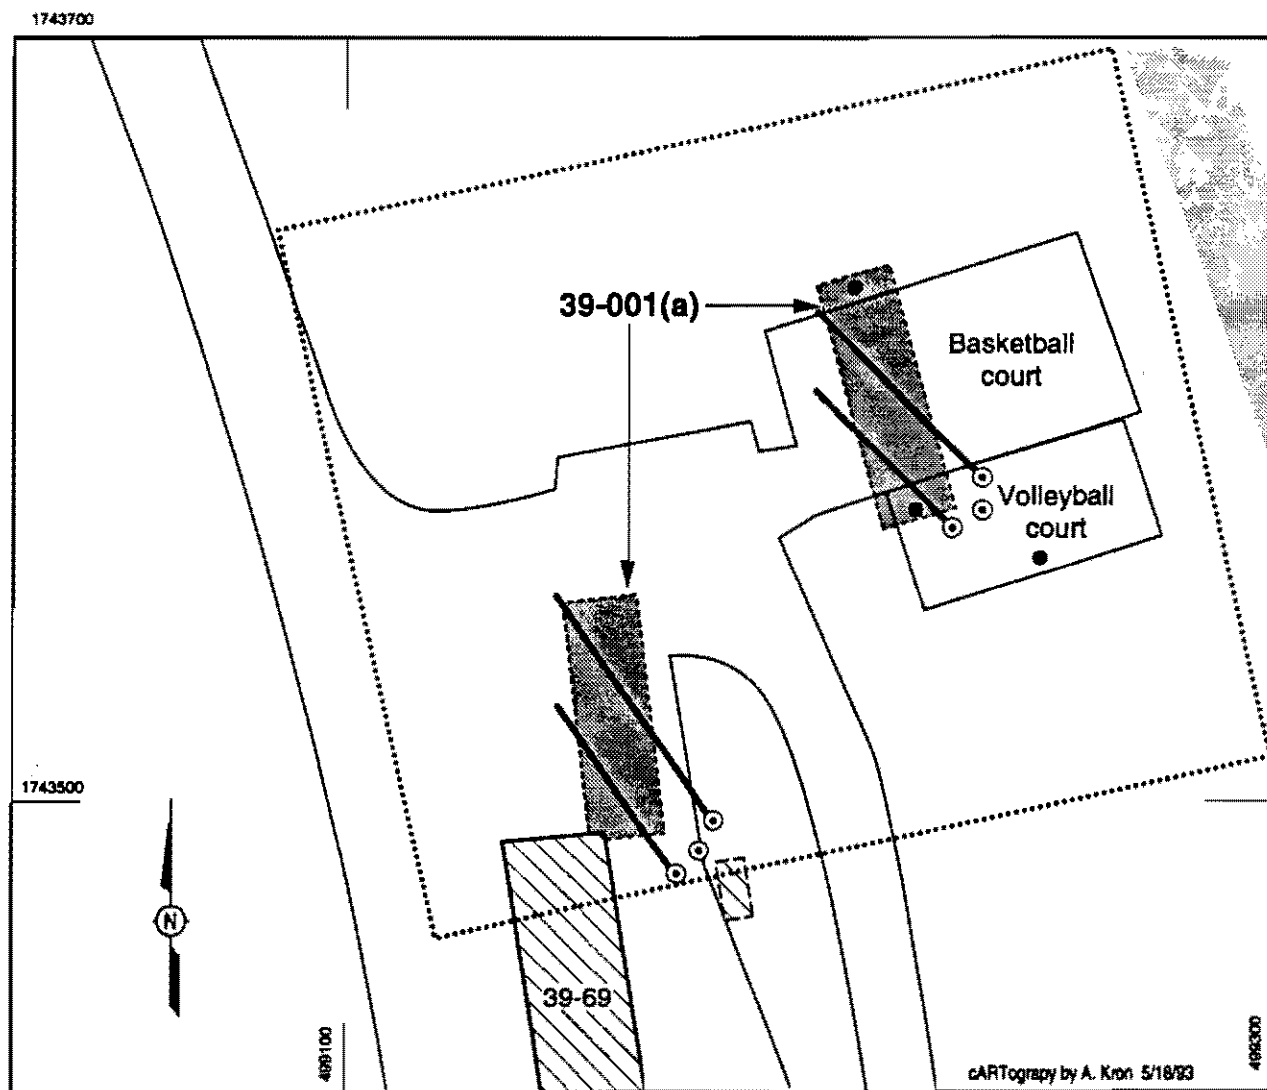 1743700
39-001(a)
Basketball
court
Volleyball
court
1743500
N
39-69
499100
499300
cARTograpy by A. Kron 5/18/93